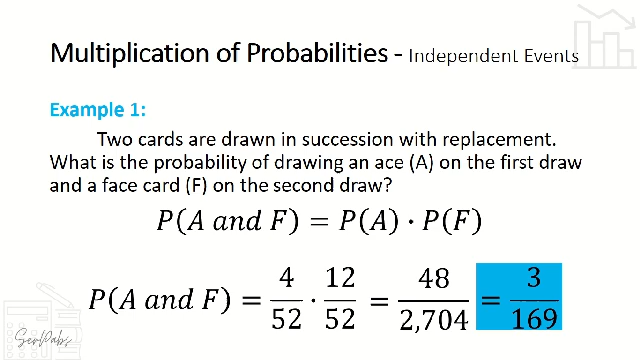 Multiplication of Probabilities - Independent Events
Example 1:
Two cards are drawn in succession with replacement.
What is the probability of drawing an ace (A) on the first draw
and a face card (F) on the second draw?
P(A and F) = P(A) · P(F)
P(A and F) = 4/52 · 12/52 = 48/2,704 = 3/169
SerPabs